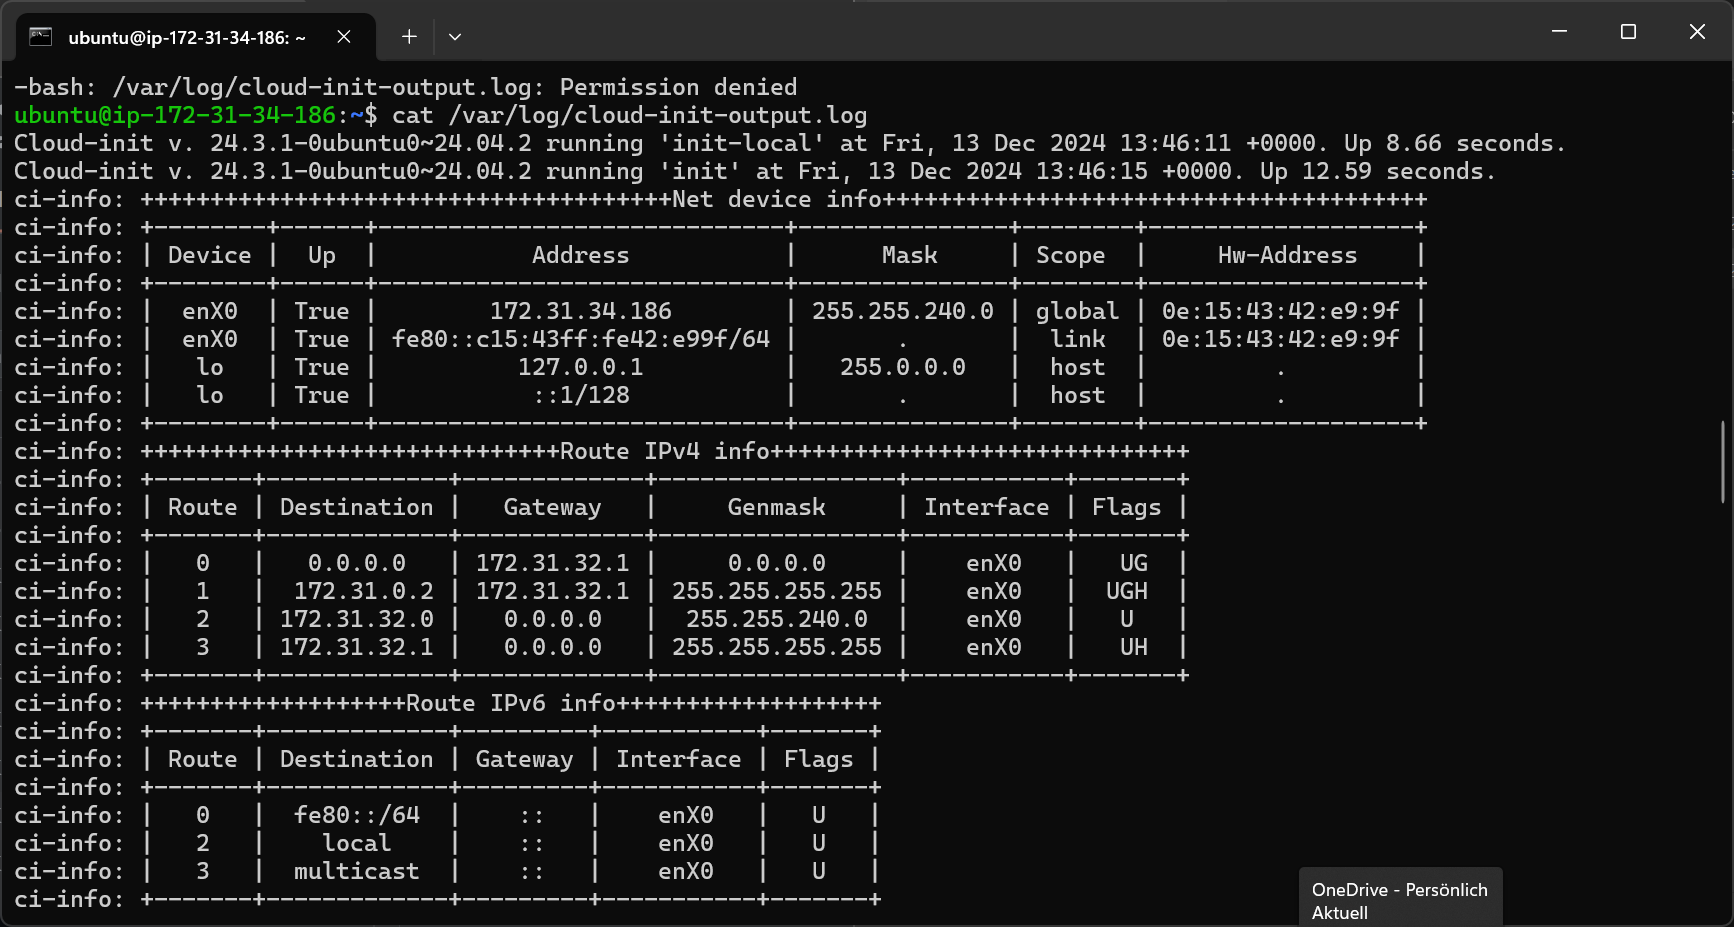 ubuntu@ip-172-31-34-186: ~
-bash: /var/log/cloud-init-output.log: Permission denied
ubuntu@ip-172-31-34-186:~$ cat /var/log/cloud-init-output.log
Cloud-init v. 24.3.1-0ubuntu0~24.04.2 running 'init-local' at Fri, 13 Dec 2024 13:46:11 +0000. Up 8.66 seconds.
Cloud-init v. 24.3.1-0ubuntu0~24.04.2 running 'init' at Fri, 13 Dec 2024 13:46:15 +0000. Up 12.59 seconds.
ci-info: ++++++++++++++++++++++++++++++++++++++Net device info+++++++++++++++++++++++++++++++++++++++
ci-info: +--------+------+-----------------------------+---------------+--------+-------------------+
ci-info: | Device |  Up  |           Address           |      Mask     | Scope  |     Hw-Address    |
ci-info: +--------+------+-----------------------------+---------------+--------+-------------------+
ci-info: |  enX0  | True |        172.31.34.186        | 255.255.240.0 | global | 0e:15:43:42:e9:9f |
ci-info: |  enX0  | True | fe80::c15:43ff:fe42:e99f/64 |       .       |  link  | 0e:15:43:42:e9:9f |
ci-info: |   lo   | True |          127.0.0.1          |   255.0.0.0   |  host  |         .         |
ci-info: |   lo   | True |           ::1/128           |       .       |  host  |         .         |
ci-info: +--------+------+-----------------------------+---------------+--------+-------------------+
ci-info: ++++++++++++++++++++++++++++++Route IPv4 info++++++++++++++++++++++++++++++
ci-info: +-------+-------------+-------------+-----------------+-----------+-------+
ci-info: | Route | Destination |   Gateway   |     Genmask     | Interface | Flags |
ci-info: +-------+-------------+-------------+-----------------+-----------+-------+
ci-info: |   0   |   0.0.0.0   | 172.31.32.1 |     0.0.0.0     |    enX0   |   UG  |
ci-info: |   1   |  172.31.0.2 | 172.31.32.1 | 255.255.255.255 |    enX0   |  UGH  |
ci-info: |   2   | 172.31.32.0 |   0.0.0.0   |  255.255.240.0  |    enX0   |   U   |
ci-info: |   3   | 172.31.32.1 |   0.0.0.0   | 255.255.255.255 |    enX0   |   UH  |
ci-info: +-------+-------------+-------------+-----------------+-----------+-------+
ci-info: +++++++++++++++++++Route IPv6 info+++++++++++++++++++
ci-info: +-------+-------------+---------+-----------+-------+
ci-info: | Route | Destination | Gateway | Interface | Flags |
ci-info: +-------+-------------+---------+-----------+-------+
ci-info: |   0   |  fe80::/64  |    ::   |    enX0   |   U   |
ci-info: |   2   |    local    |    ::   |    enX0   |   U   |
ci-info: |   3   |  multicast  |    ::   |    enX0   |   U   |
ci-info: +-------+-------------+---------+-----------+-------+
OneDrive - Persönlich
Aktuell